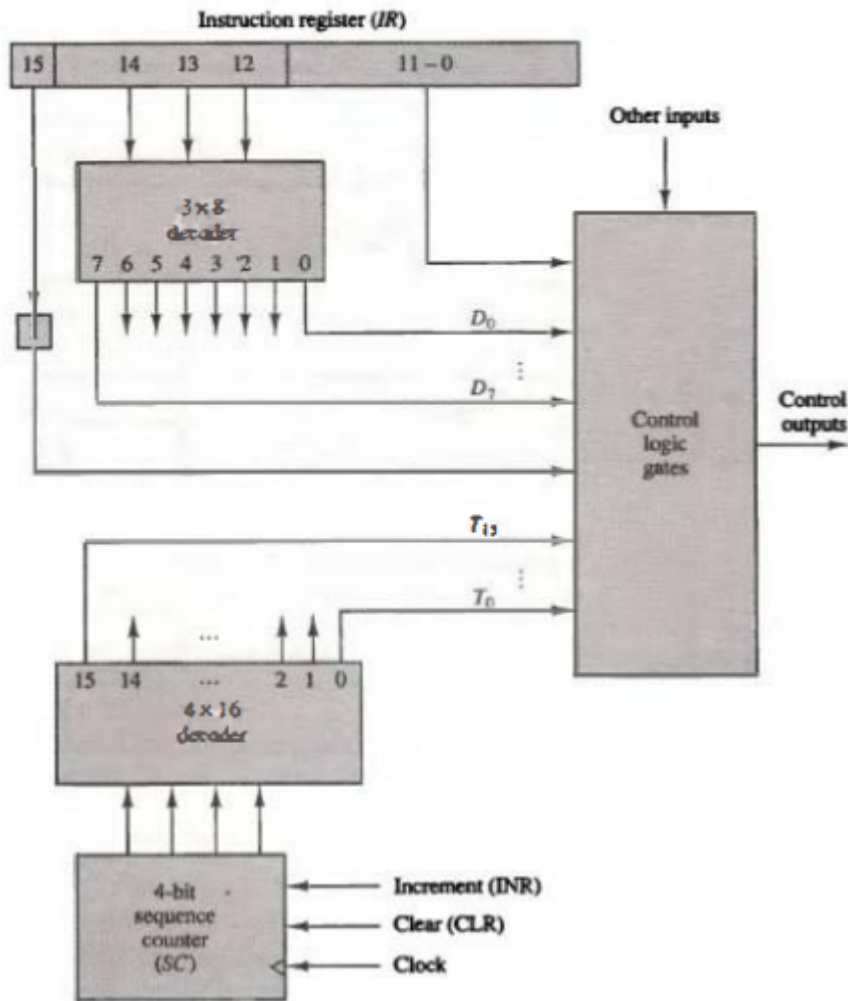 Instruction register (IR)
15 14 13 12 11 – 0
Other inputs
3 × 8
decoder
7 6 5 4 3 2 1 0
D0
⋮
D7
Control
logic
gates
Control
outputs
T15
⋮
T0
...
15 14 ... 2 1 0
4 × 16
decoder
4-bit
sequence
counter
(SC)
Increment (INR)
Clear (CLR)
Clock